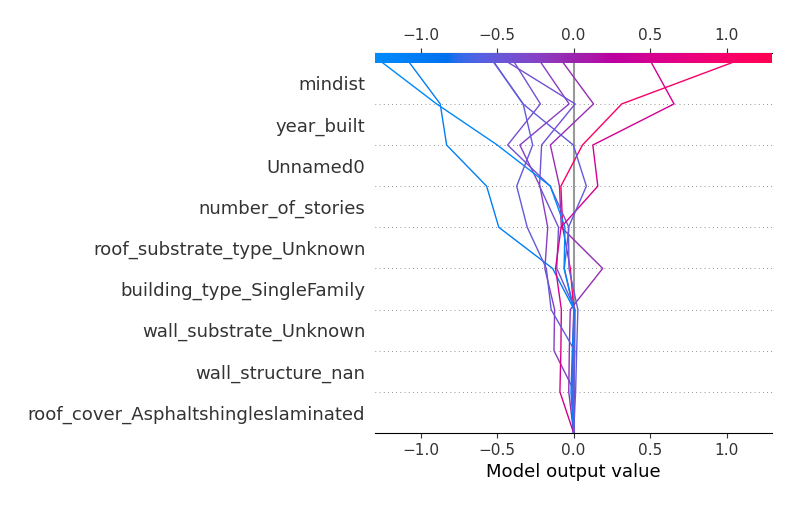 −1.0 −0.5 0.0 0.5 1.0
mindist
year_built
Unnamed0
number_of_stories
roof_substrate_type_Unknown
building_type_SingleFamily
wall_substrate_Unknown
wall_structure_nan
roof_cover_Asphaltshingleslaminated
−1.0 −0.5 0.0 0.5 1.0
Model output value